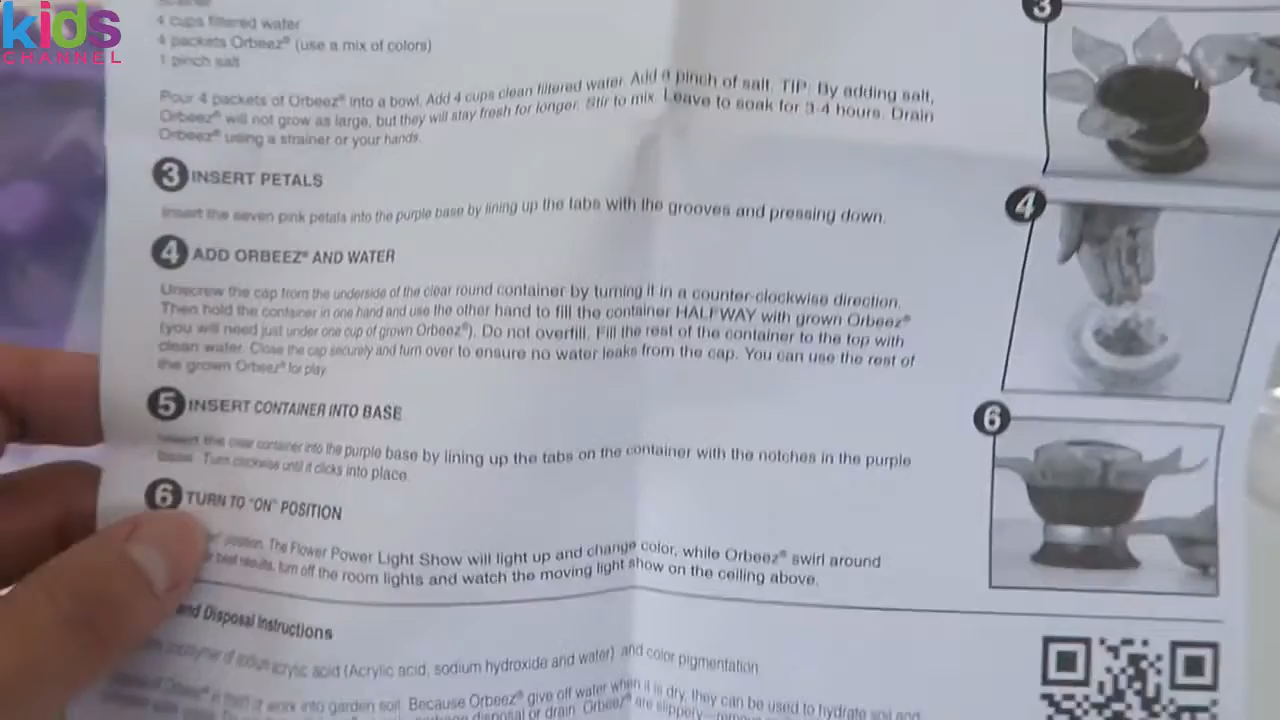 kids
CHANNEL
4 cups filtered water
4 packets Orbeez® (use a mix of colors)
1 pinch salt
Pour 4 packets of Orbeez® into a bowl. Add 4 cups clean filtered water. Add a pinch of salt. TIP: By adding salt,
Orbeez® will not grow as large, but they will stay fresh for longer. Stir to mix. Leave to soak for 3-4 hours. Drain
Orbeez® using a strainer or your hands.
3 INSERT PETALS
Insert the seven pink petals into the purple base by lining up the tabs with the grooves and pressing down.
4 ADD ORBEEZ® AND WATER
Unscrew the cap from the underside of the clear round container by turning it in a counter-clockwise direction.
Then hold the container in one hand and use the other hand to fill the container HALFWAY with grown Orbeez®
(you will need just under one cup of grown Orbeez®). Do not overfill. Fill the rest of the container to the top with
clean water. Close the cap securely and turn over to ensure no water leaks from the cap. You can use the rest of
the grown Orbeez® for play.
5 INSERT CONTAINER INTO BASE
Insert the clear container into the purple base by lining up the tabs on the container with the notches in the purple
base. Turn clockwise until it clicks into place.
6 TURN TO "ON" POSITION
position. The Flower Power Light Show will light up and change color, while Orbeez® swirl around
best results, turn off the room lights and watch the moving light show on the ceiling above.
and Disposal Instructions
of sodium acrylic acid (Acrylic acid, sodium hydroxide and water) and color pigmentation
Orbeez® in trash or work into garden soil. Because Orbeez® give off water when it is dry, they can be used to hydrate soil and
disposal or drain. Orbeez® are slippery
3
4
6